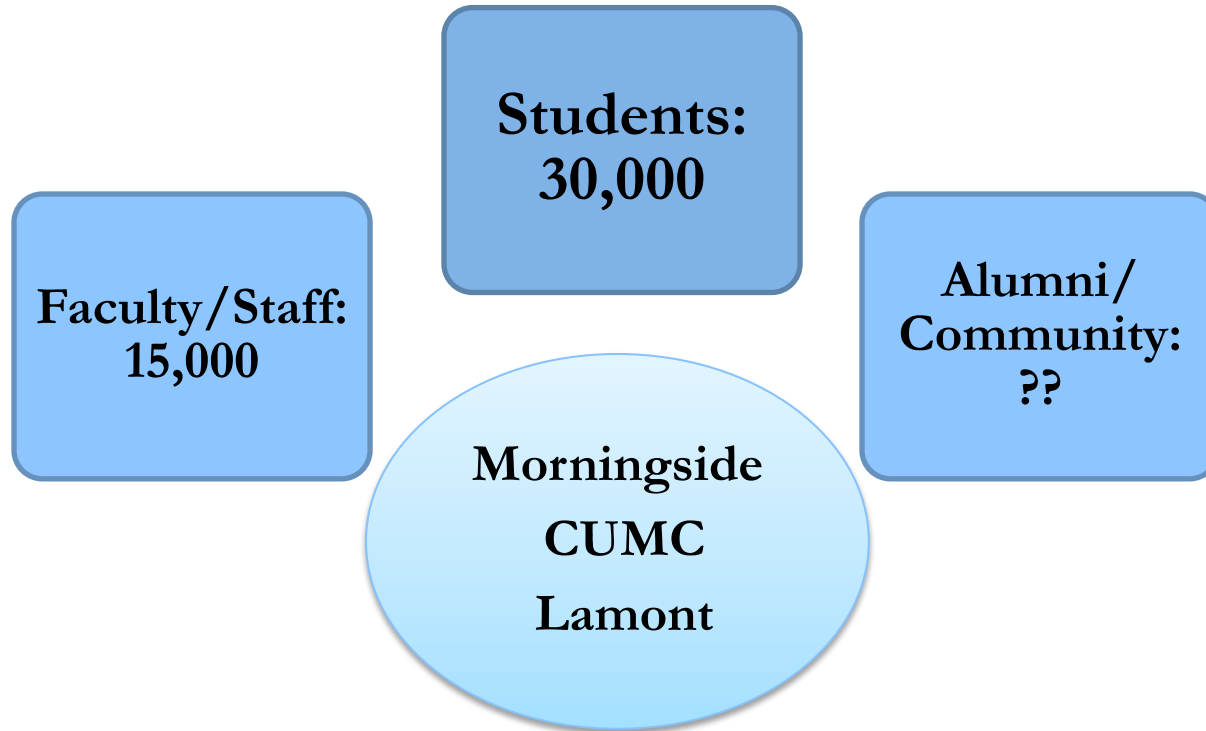 Students:
30,000
Faculty/Staff:
15,000
Alumni/
Community:
??
Morningside
CUMC
Lamont